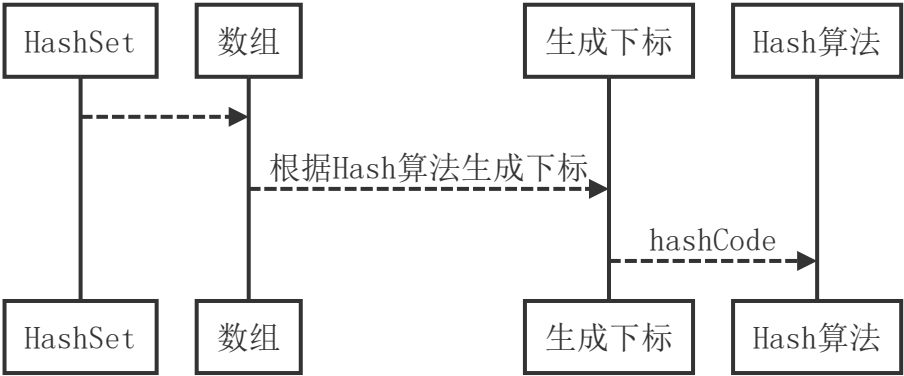 HashSet
数组
生成下标
Hash算法
根据Hash算法生成下标
hashCode
HashSet
数组
生成下标
Hash算法